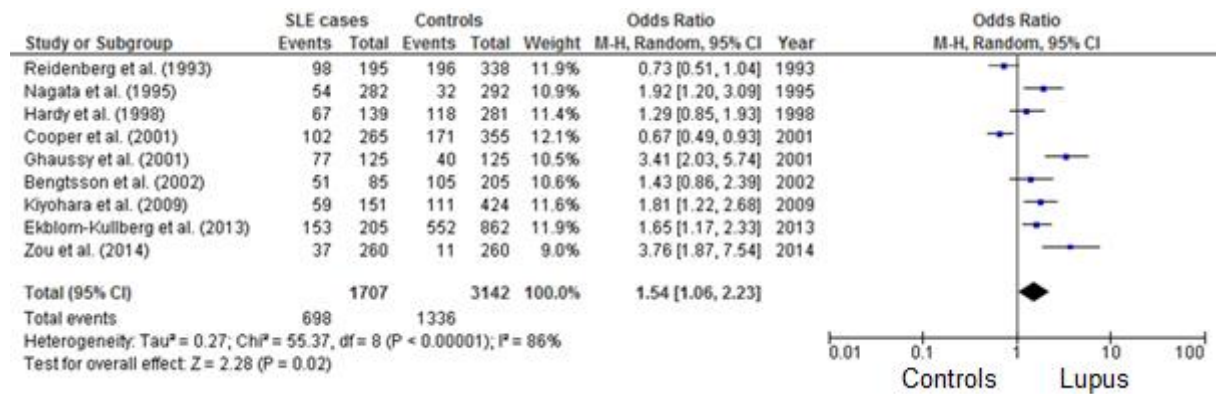 SLE cases Controls Odds Ratio Odds Ratio
Study or Subgroup Events Total Events Total Weight M-H, Random, 95% CI Year M-H, Random, 95% CI
Reidenberg et al. (1993) 98 195 196 338 11.9% 0.73 [0.51, 1.04] 1993
Nagata et al. (1995) 54 282 32 292 10.9% 1.92 [1.20, 3.09] 1995
Hardy et al. (1998) 67 139 118 281 11.4% 1.29 [0.85, 1.93] 1998
Cooper et al. (2001) 102 265 171 355 12.1% 0.67 [0.49, 0.93] 2001
Ghaussy et al. (2001) 77 125 40 125 10.5% 3.41 [2.03, 5.74] 2001
Bengtsson et al. (2002) 51 85 105 205 10.6% 1.43 [0.86, 2.39] 2002
Kiyohara et al. (2009) 59 151 111 424 11.6% 1.81 [1.22, 2.68] 2009
Ekblom-Kullberg et al. (2013) 153 205 552 862 11.6% 1.65 [1.17, 2.33] 2013
Zou et al. (2014) 37 260 11 260 9.0% 3.76 [1.87, 7.54] 2014
Total (95% CI) 1707 3142 100.0% 1.54 [1.06, 2.23]
Total events 698 1336
Heterogeneity: Tau² = 0.27; Chi² = 55.37, df = 8 (P < 0.00001); I² = 86%
Test for overall effect: Z = 2.28 (P = 0.02)
0.01 0.1 1 10 100
Controls Lupus